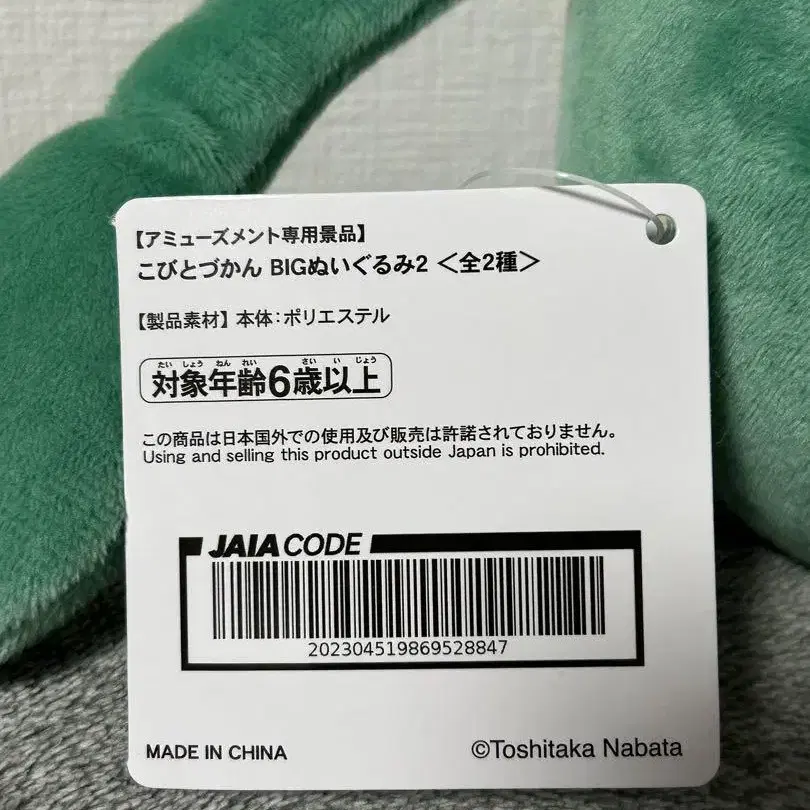 【アミューズメント専用景品】
こびとづかん BIGぬいぐるみ2 ＜全2種＞
【製品素材】本体：ポリエステル
たい しょう ねん れい さい い じょう
対象年齢6歳以上
この商品は日本国外での使用及び販売は許諾されておりません。
Using and selling this product outside Japan is prohibited.
JAIA CODE
202304519869528847
MADE IN CHINA
©Toshitaka Nabata